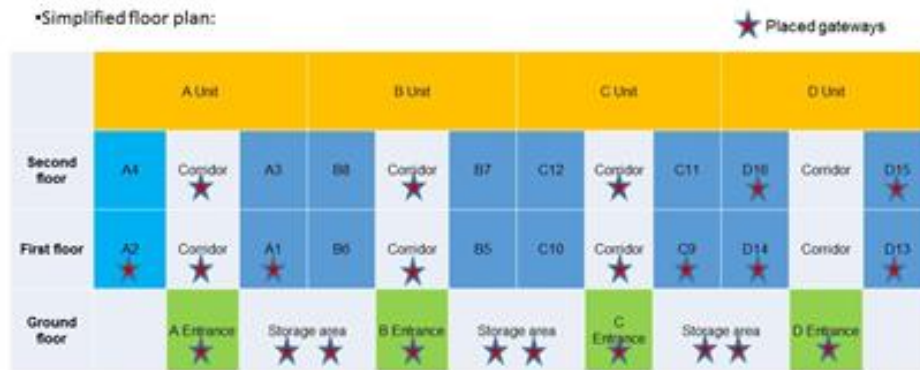 •Simplified floor plan:
Placed gateways
A Unit B Unit C Unit D Unit
Second floor A4 Corridor A3 B8 Corridor B7 C12 Corridor C11 D16 Corridor D15
First floor A2 Corridor A1 B6 Corridor B5 C10 Corridor C9 D14 Corridor D13
Ground floor A Entrance Storage area B Entrance Storage area C Entrance Storage area D Entrance